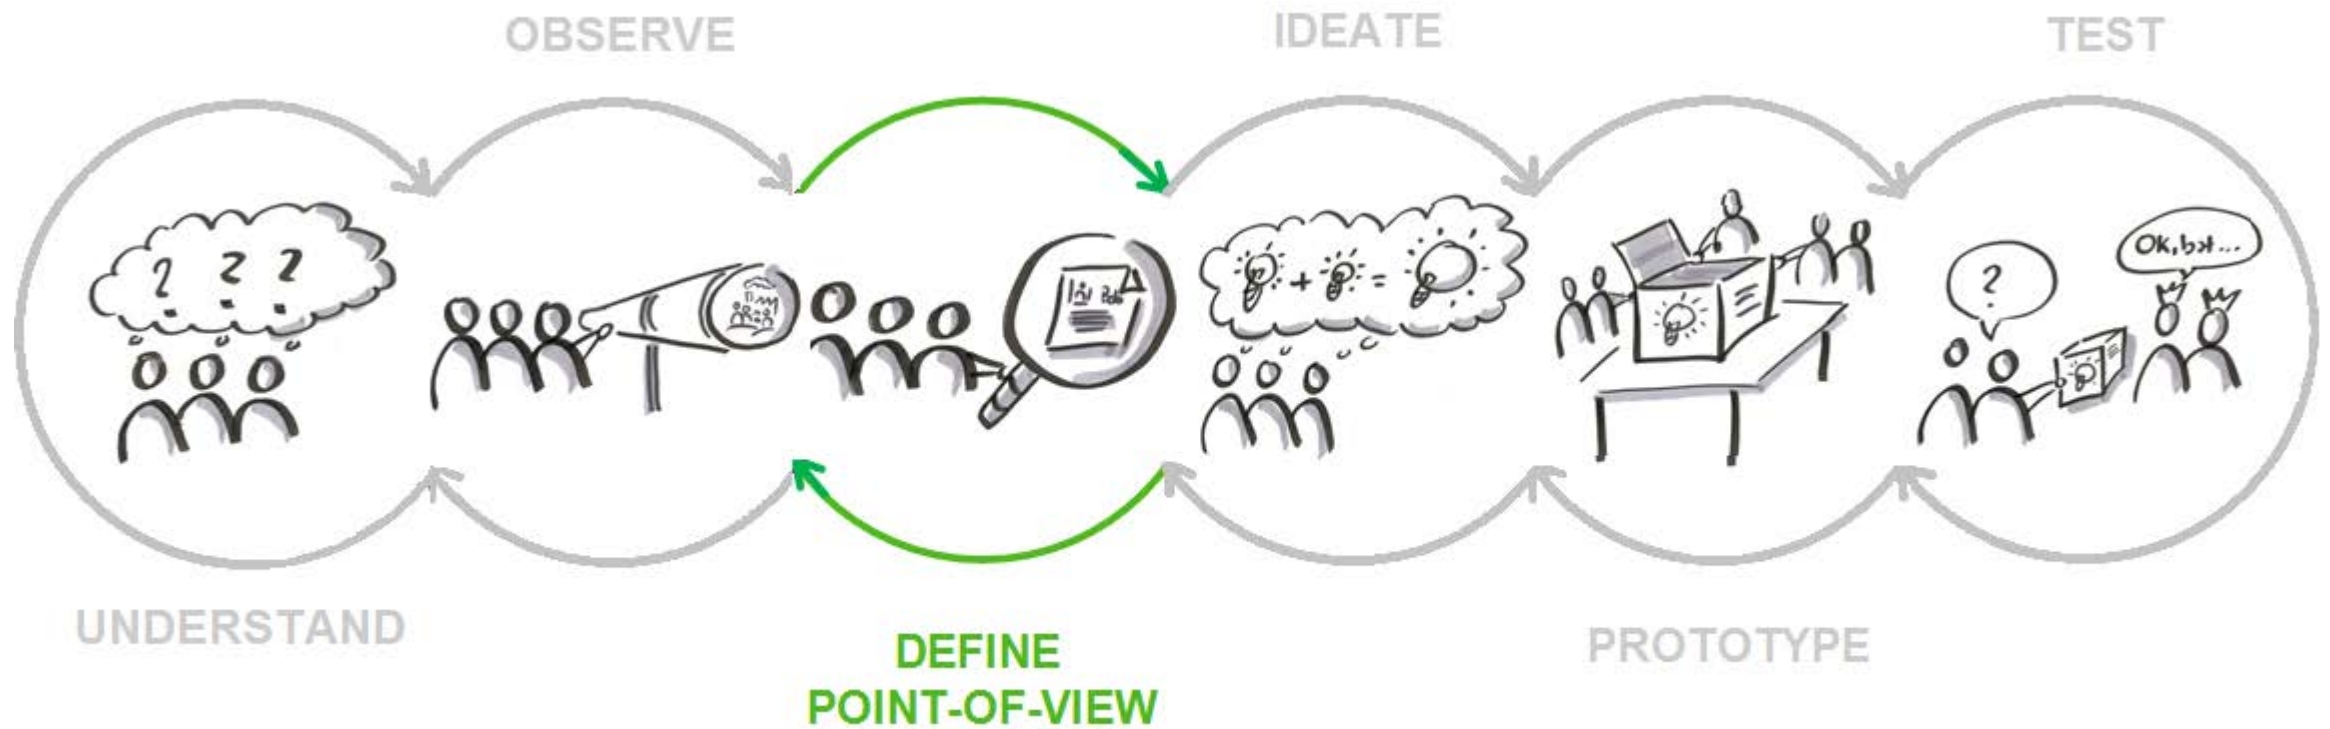 OBSERVE
IDEATE
TEST
? ? ?
+ =
?
Ok, but...
UNDERSTAND
DEFINE
POINT-OF-VIEW
PROTOTYPE